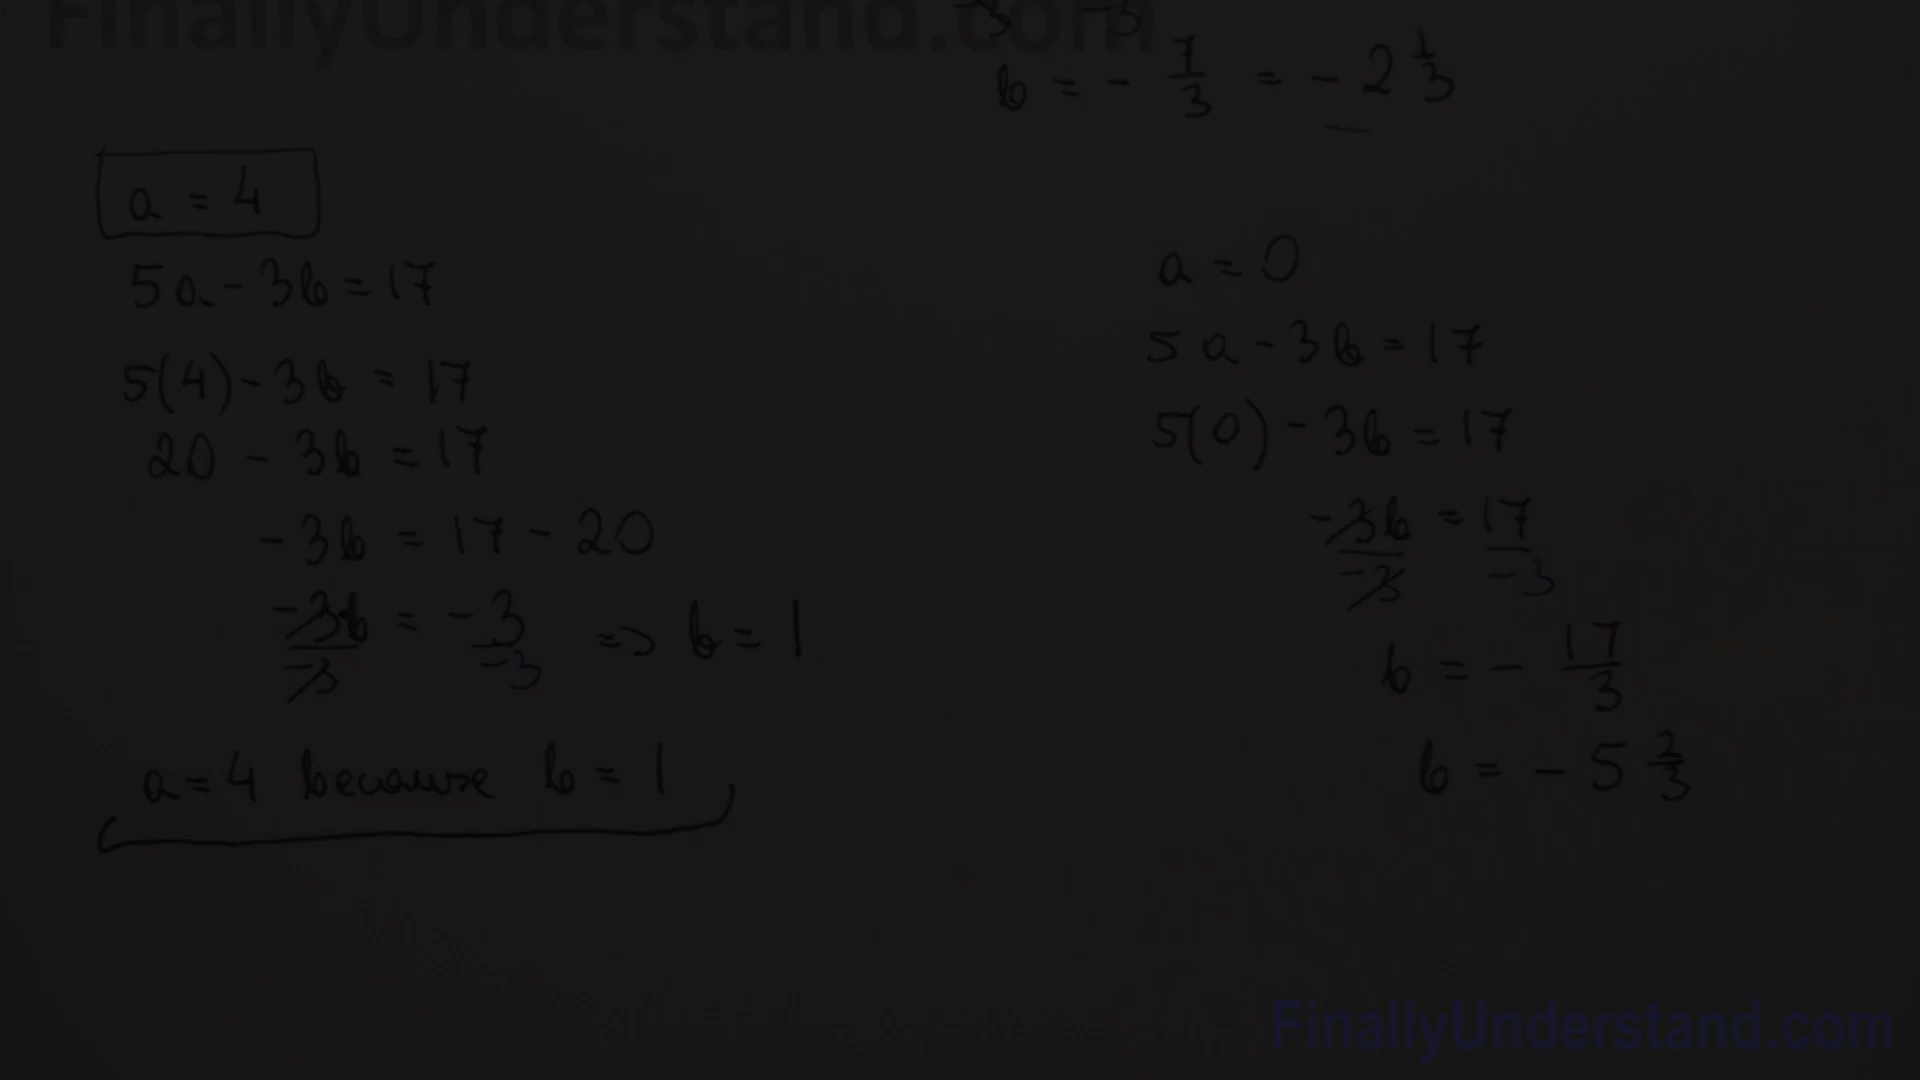 FinallyUnderstand.com
-3 -3
b = - 7/3 = - 2 1/3
a = 4
5a - 3b = 17
5(4) - 3b = 17
20 - 3b = 17
-3b = 17 - 20
-3b/-3 = -3/-3 => b = 1
a = 4 because b = 1
a = 0
5a - 3b = 17
5(0) - 3b = 17
-3b/-3 = 17/-3
b = - 17/3
b = - 5 2/3
FinallyUnderstand.com